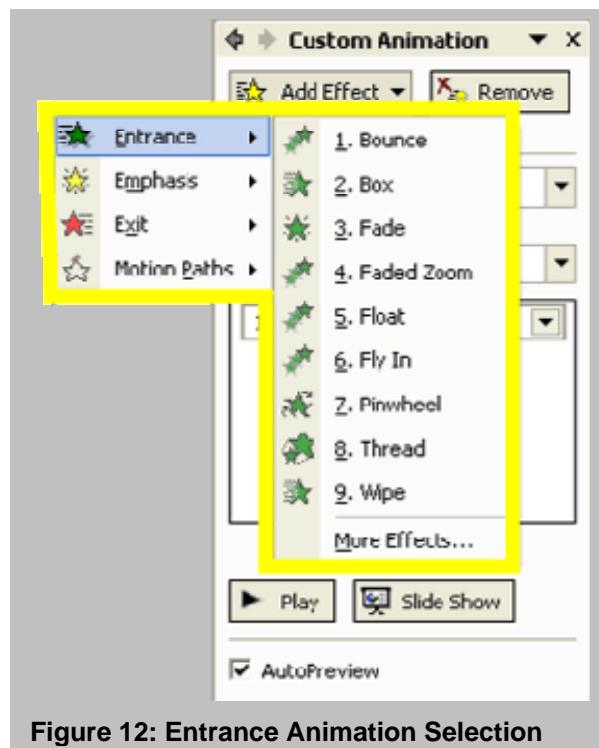 Custom Animation
Add Effect
Remove
Entrance
Emphasis
Exit
Motion Paths
1. Bounce
2. Box
3. Fade
4. Faded Zoom
5. Float
6. Fly In
7. Pinwheel
8. Thread
9. Wipe
More Effects...
Play
Slide Show
AutoPreview
Figure 12: Entrance Animation Selection